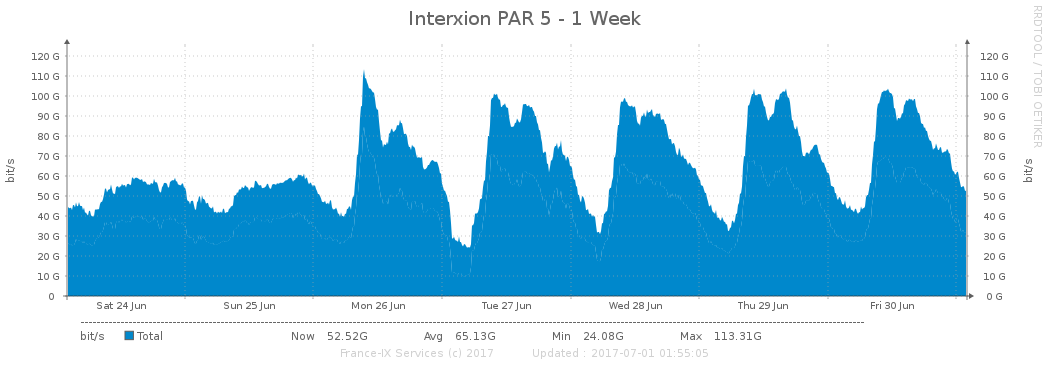 Interxion PAR 5 - 1 Week
RRDTOOL / TOBI OETIKER
bit/s
120 G 120 G
110 G 110 G
100 G 100 G
90 G 90 G
80 G 80 G
70 G 70 G
60 G 60 G
50 G 50 G
40 G 40 G
30 G 30 G
20 G 20 G
10 G 10 G
0 0 G
bit/s
Sat 24 Jun Sun 25 Jun Mon 26 Jun Tue 27 Jun Wed 28 Jun Thu 29 Jun Fri 30 Jun
bit/s Total Now 52.52G Avg 65.13G Min 24.08G Max 113.31G
France-IX Services (c) 2017 Updated : 2017-07-01 01:55:05